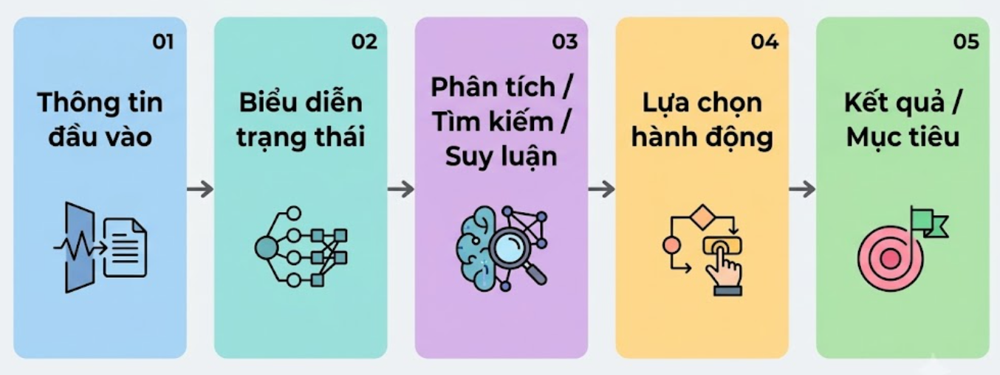 01
Thông tin
đầu vào
02
Biểu diễn
trạng thái
03
Phân tích /
Tìm kiếm /
Suy luận
04
Lựa chọn
hành động
05
Kết quả /
Mục tiêu